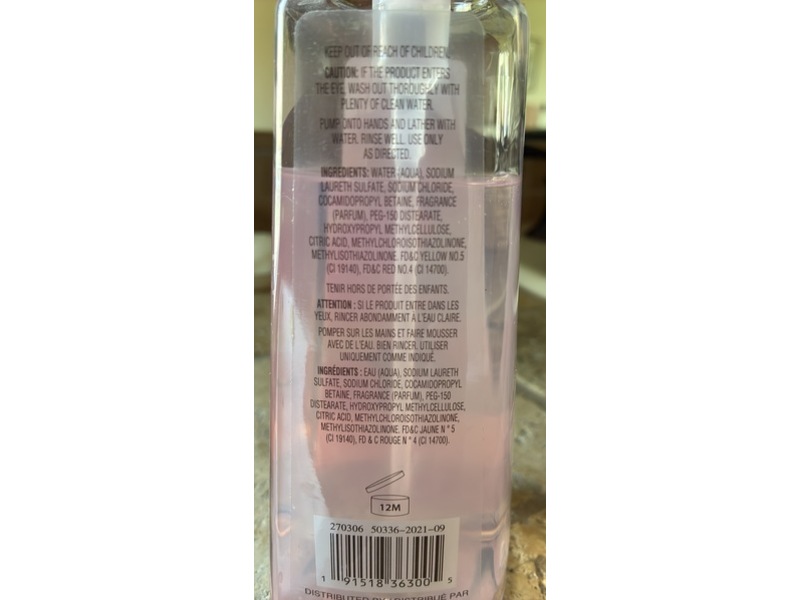 KEEP OUT OF REACH OF CHILDREN.
CAUTION: IF THE PRODUCT ENTERS
THE EYE, WASH OUT THOROUGHLY WITH
PLENTY OF CLEAN WATER.
PUMP ONTO HANDS AND LATHER WITH
WATER. RINSE WELL. USE ONLY
AS DIRECTED.
INGREDIENTS: WATER (AQUA), SODIUM
LAURETH SULFATE, SODIUM CHLORIDE,
COCAMIDOPROPYL BETAINE, FRAGRANCE
(PARFUM), PEG-150 DISTEARATE,
HYDROXYPROPYL METHYLCELLULOSE,
CITRIC ACID, METHYLCHLOROISOTHIAZOLINONE,
METHYLISOTHIAZOLINONE. FD&C YELLOW NO.5
(CI 19140), FD&C RED NO.4 (CI 14700).
TENIR HORS DE PORTÉE DES ENFANTS.
ATTENTION : SI LE PRODUIT ENTRE DANS LES
YEUX, RINCER ABONDAMMENT À L'EAU CLAIRE.
POMPER SUR LES MAINS ET FAIRE MOUSSER
AVEC DE L'EAU. BIEN RINCER. UTILISER
UNIQUEMENT COMME INDIQUÉ.
INGRÉDIENTS : EAU (AQUA), SODIUM LAURETH
SULFATE, SODIUM CHLORIDE, COCAMIDOPROPYL
BETAINE, FRAGRANCE (PARFUM), PEG-150
DISTEARATE, HYDROXYPROPYL METHYLCELLULOSE,
CITRIC ACID, METHYLCHLOROISOTHIAZOLINONE,
METHYLISOTHIAZOLINONE. FD&C JAUNE N° 5
(CI 19140), FD & C ROUGE N° 4 (CI 14700).
12M
270306 50336-2021-09
1 91518 36300 5
DISTRIBUTED BY / DISTRIBUÉ PAR